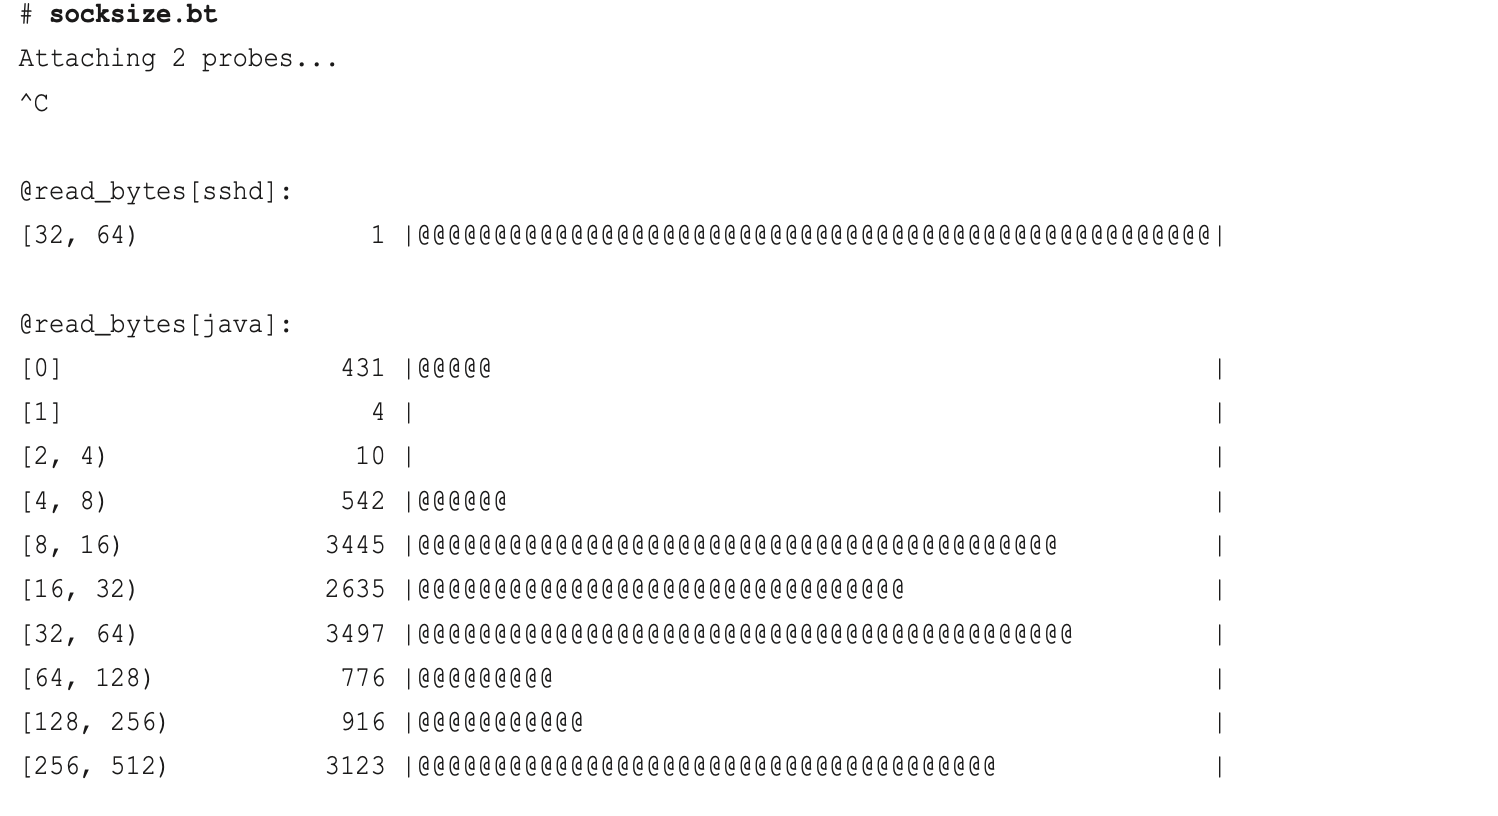 # socksize.bt
Attaching 2 probes...
^C
@read_bytes[sshd]:
[32, 64)               1 |@@@@@@@@@@@@@@@@@@@@@@@@@@@@@@@@@@@@@@@@@@@@@@@@@@@@|
@read_bytes[java]:
[0]                  431 |@@@@@                                               |
[1]                    4 |                                                    |
[2, 4)                10 |                                                    |
[4, 8)               542 |@@@@@@                                              |
[8, 16)             3445 |@@@@@@@@@@@@@@@@@@@@@@@@@@@@@@@@@@@@@@@@@@          |
[16, 32)            2635 |@@@@@@@@@@@@@@@@@@@@@@@@@@@@@@@@                    |
[32, 64)            3497 |@@@@@@@@@@@@@@@@@@@@@@@@@@@@@@@@@@@@@@@@@@@         |
[64, 128)            776 |@@@@@@@@@                                           |
[128, 256)           916 |@@@@@@@@@@@                                         |
[256, 512)          3123 |@@@@@@@@@@@@@@@@@@@@@@@@@@@@@@@@@@@@@@              |